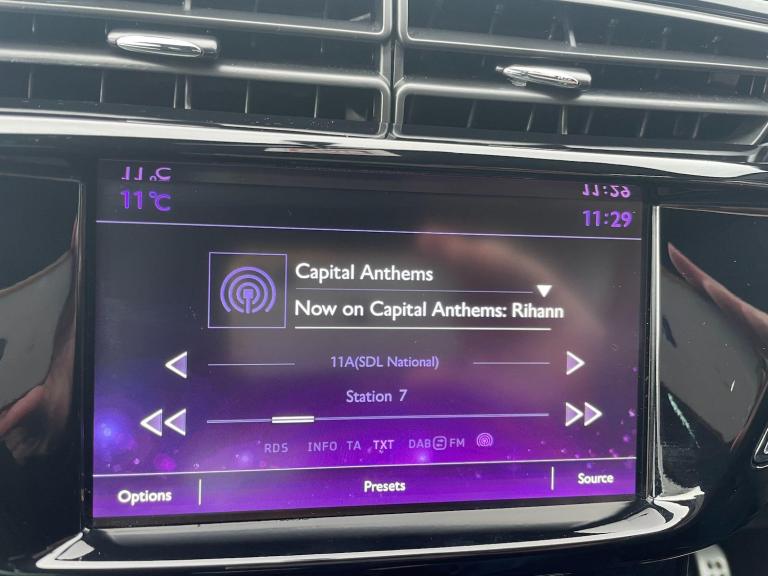 11°C 11:29
Capital Anthems
Now on Capital Anthems: Rihann
11A(SDL National)
Station 7
RDS INFO TA TXT DAB FM
Options Presets Source